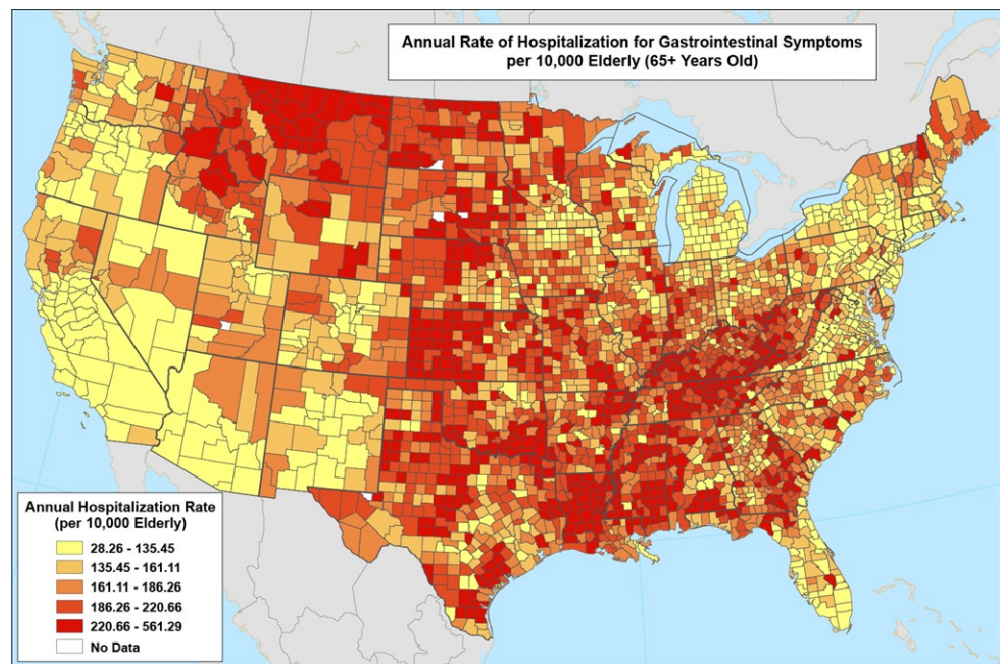 Annual Rate of Hospitalization for Gastrointestinal Symptoms
per 10,000 Elderly (65+ Years Old)
Annual Hospitalization Rate
(per 10,000 Elderly)
28.26 - 135.45
135.45 - 161.11
161.11 - 186.26
186.26 - 220.66
220.66 - 561.29
No Data